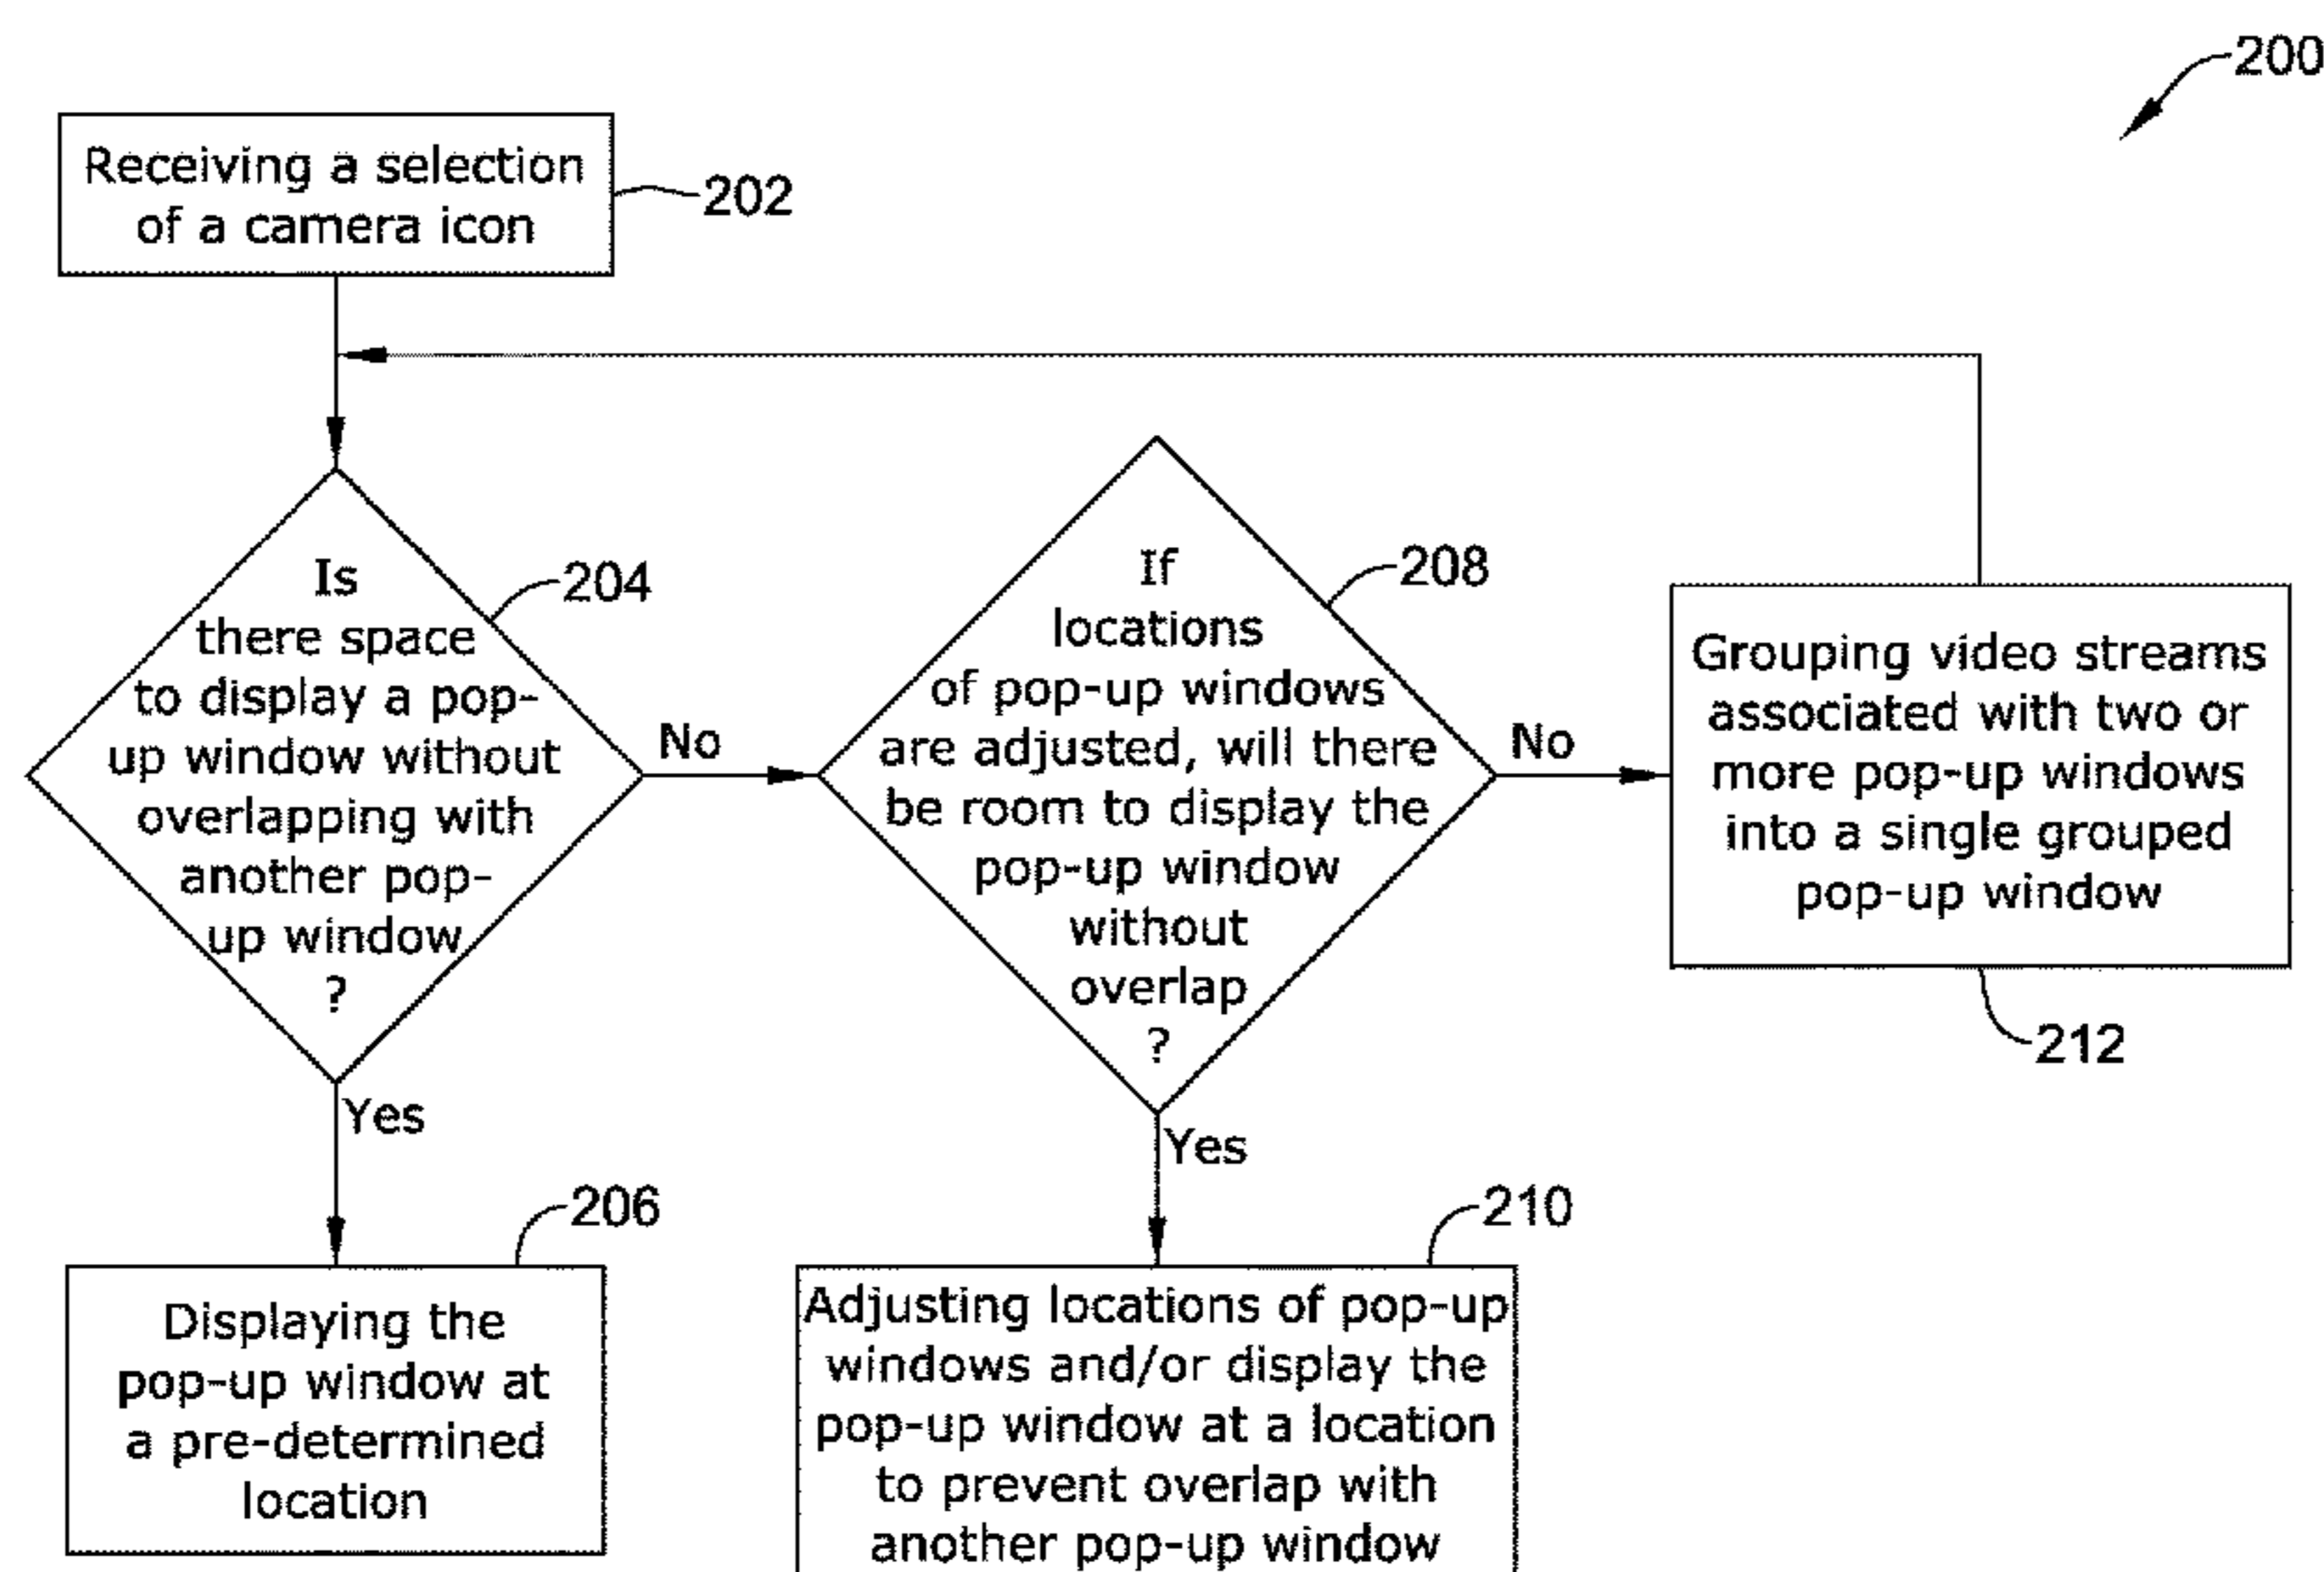 200
Receiving a selection
of a camera icon
202
Is
there space
to display a pop-
up window without
overlapping with
another pop-
up window
?
204
No
Yes
If
locations
of pop-up windows
are adjusted, will there
be room to display the
pop-up window
without
overlap
?
208
No
Yes
Grouping video streams
associated with two or
more pop-up windows
into a single grouped
pop-up window
212
206
Displaying the
pop-up window at
a pre-determined
location
210
Adjusting locations of pop-up
windows and/or display the
pop-up window at a location
to prevent overlap with
another pop-up window